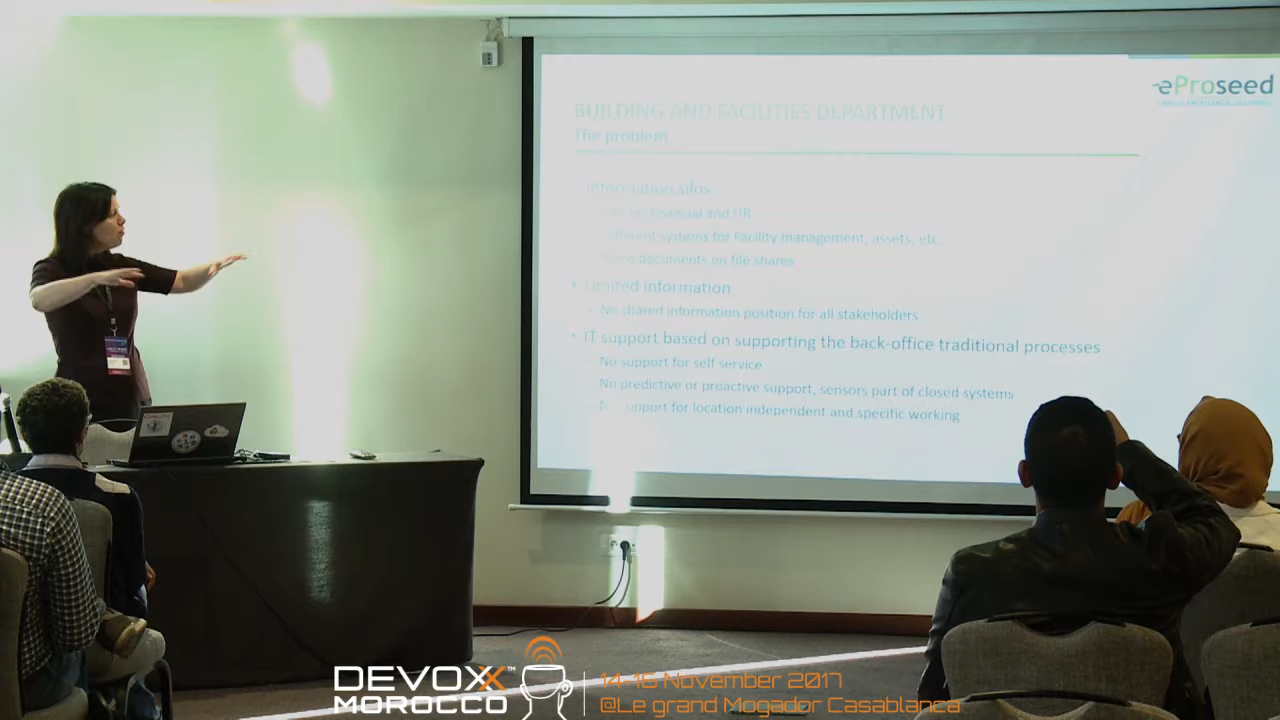 eProseed
BUILDING AND FACILITIES DEPARTMENT
The problem
Information silos
financial and HR
Different systems for Facility management, assets, etc.
documents on file shares
• Limited information
– No shared information position for all stakeholders
• IT support based on supporting the back-office traditional processes
– No support for self service
No predictive or proactive support, sensors part of closed systems
support for location independent and specific working
DEVOXX™
MOROCCO
14-16 November 2017
@Le grand Mogador Casablanca